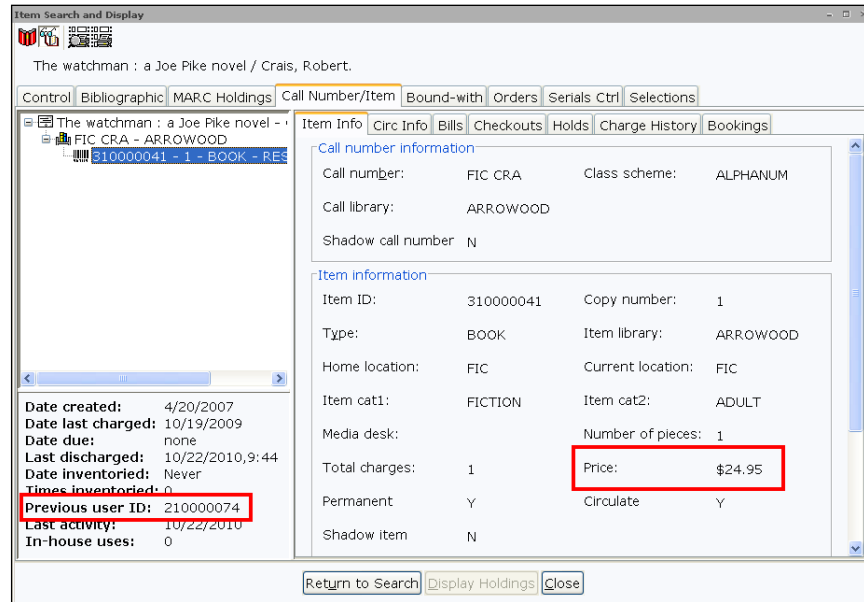 Item Search and Display
The watchman : a Joe Pike novel / Crais, Robert.
Control Bibliographic MARC Holdings Call Number/Item Bound-with Orders Serials Ctrl Selections
The watchman : a Joe Pike novel -
FIC CRA - ARROWOOD
310000041 - 1 - BOOK - RES
Date created: 4/20/2007
Date last charged: 10/19/2009
Date due: none
Last discharged: 10/22/2010,9:44
Date inventoried: Never
Times inventoried: 0
Previous user ID: 210000074
Last activity: 10/22/2010
In-house uses: 0
Item Info Circ Info Bills Checkouts Holds Charge History Bookings
Call number information
Call number: FIC CRA Class scheme: ALPHANUM
Call library: ARROWOOD
Shadow call number N
Item information
Item ID: 310000041 Copy number: 1
Type: BOOK Item library: ARROWOOD
Home location: FIC Current location: FIC
Item cat1: FICTION Item cat2: ADULT
Media desk: Number of pieces: 1
Total charges: 1 Price: $24.95
Permanent Y Circulate Y
Shadow item N
Return to Search Display Holdings Close